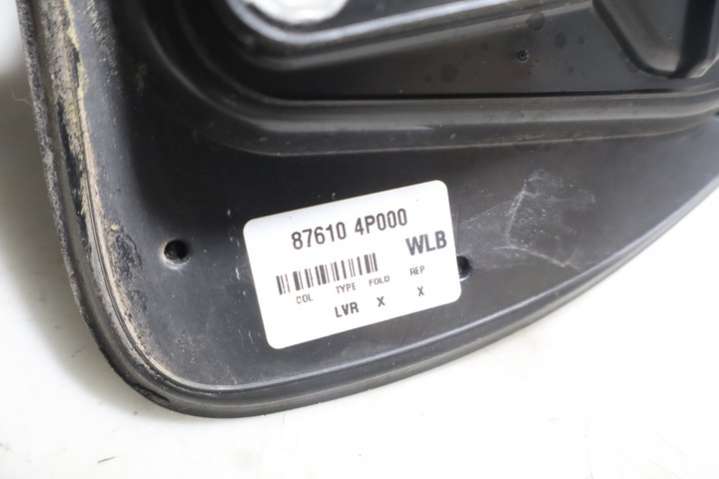 87610 4P000
WLB
COL TYPE FOLD REP
LVR X X